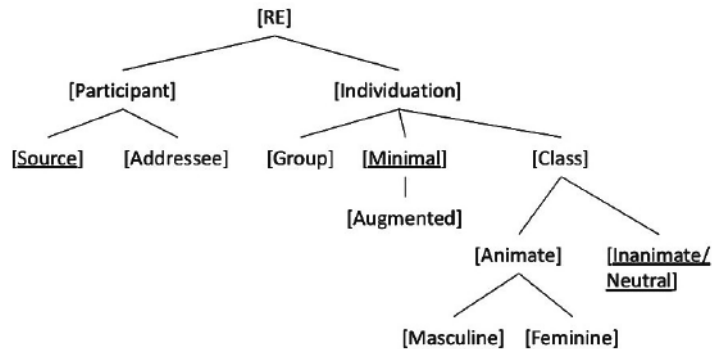 [RE]
[Participant] [Individuation]
[Source] [Addressee] [Group] [Minimal] [Class]
[Augmented]
[Animate] [Inanimate/
Neutral]
[Masculine] [Feminine]